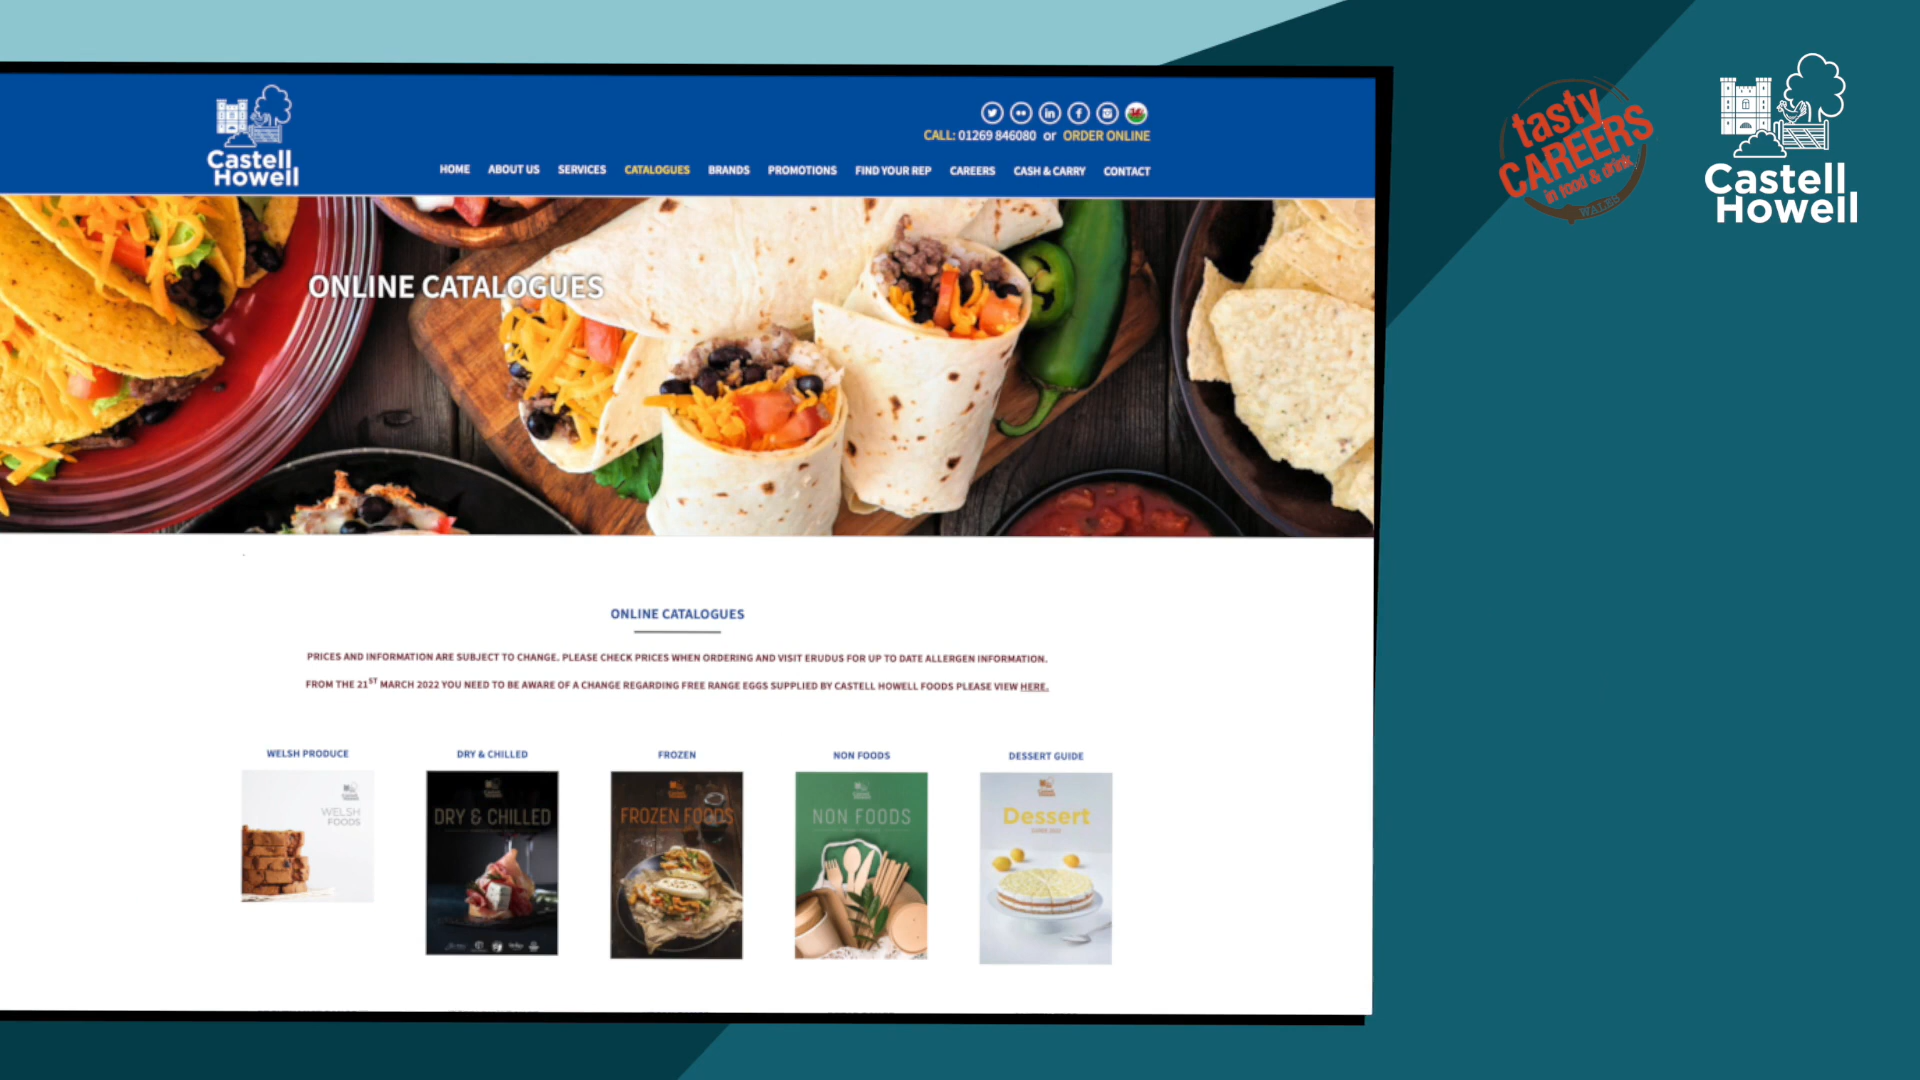 tasty
CAREERS
in food & drink
WALES
Castell
Howell
Castell
Howell
CALL: 01269 846080 or ORDER ONLINE
HOME ABOUT US SERVICES CATALOGUES BRANDS PROMOTIONS FIND YOUR REP CAREERS CASH & CARRY CONTACT
ONLINE CATALOGUES
ONLINE CATALOGUES
PRICES AND INFORMATION ARE SUBJECT TO CHANGE. PLEASE CHECK PRICES WHEN ORDERING AND VISIT ERUDUS FOR UP TO DATE ALLERGEN INFORMATION.
FROM THE 21ST MARCH 2022 YOU NEED TO BE AWARE OF A CHANGE REGARDING FREE RANGE EGGS SUPPLIED BY CASTELL HOWELL FOODS PLEASE VIEW HERE.
WELSH PRODUCE DRY & CHILLED FROZEN NON FOODS DESSERT GUIDE
WELSH
FOODS
DRY & CHILLED
FROZEN FOODS
NON FOODS
Dessert